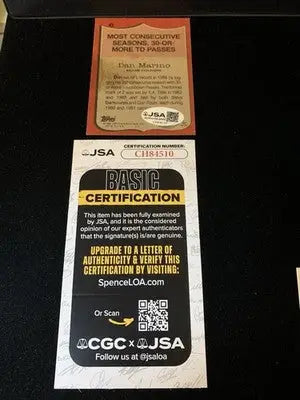 MOST CONSECUTIVE
SEASONS, 30-OR-
MORE TD PASSES
Dan Marino
JSA
Topps
JSA
CERTIFICATION NUMBER:
CH84510
BASIC
CERTIFICATION
This item has been fully examined
by JSA, and it is the considered
opinion of our expert authenticators
that the signature(s) is/are genuine.
UPGRADE TO A LETTER OF
AUTHENTICITY & VERIFY THIS
CERTIFICATION BY VISITING:
SpenceLOA.com
Or Scan
CGC x JSA
Follow us at @jsaloa